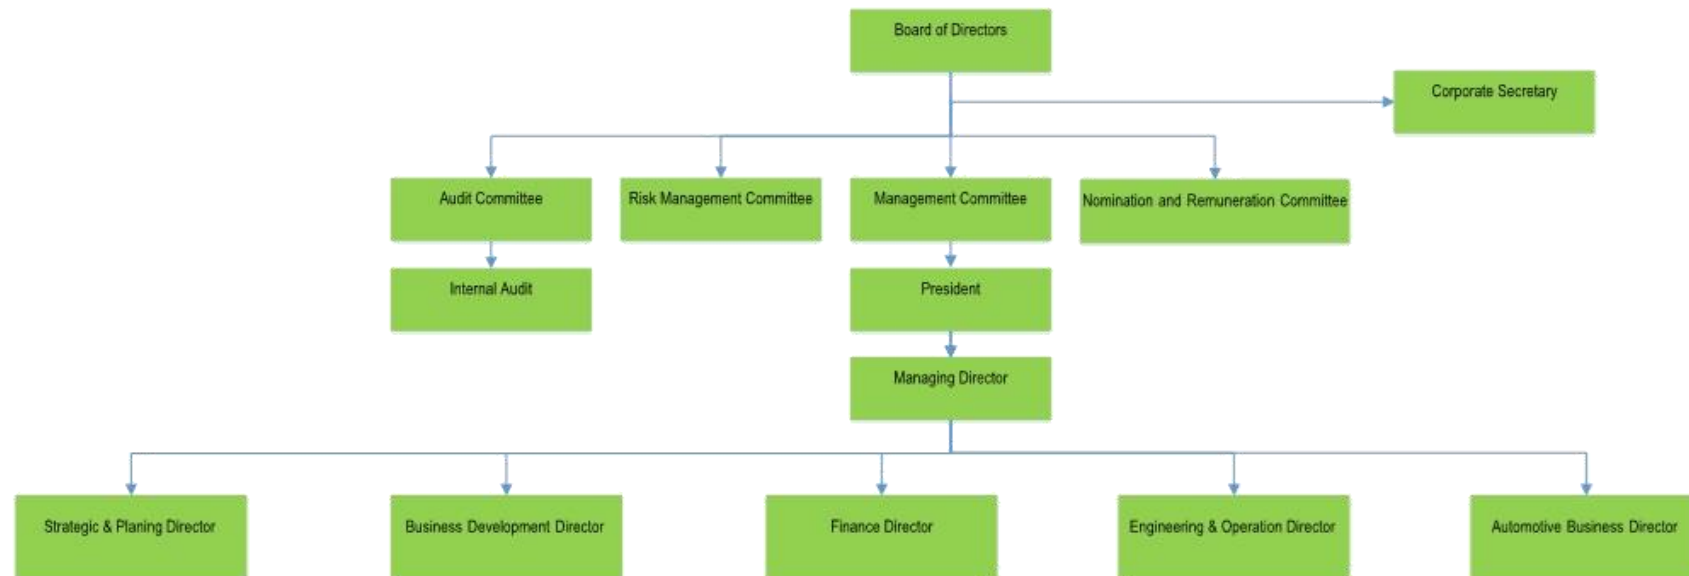 Board of Directors
Corporate Secretary
Audit Committee
Risk Management Committee
Management Committee
Nomination and Remuneration Committee
Internal Audit
President
Managing Director
Strategic & Planing Director
Business Development Director
Finance Director
Engineering & Operation Director
Automotive Business Director